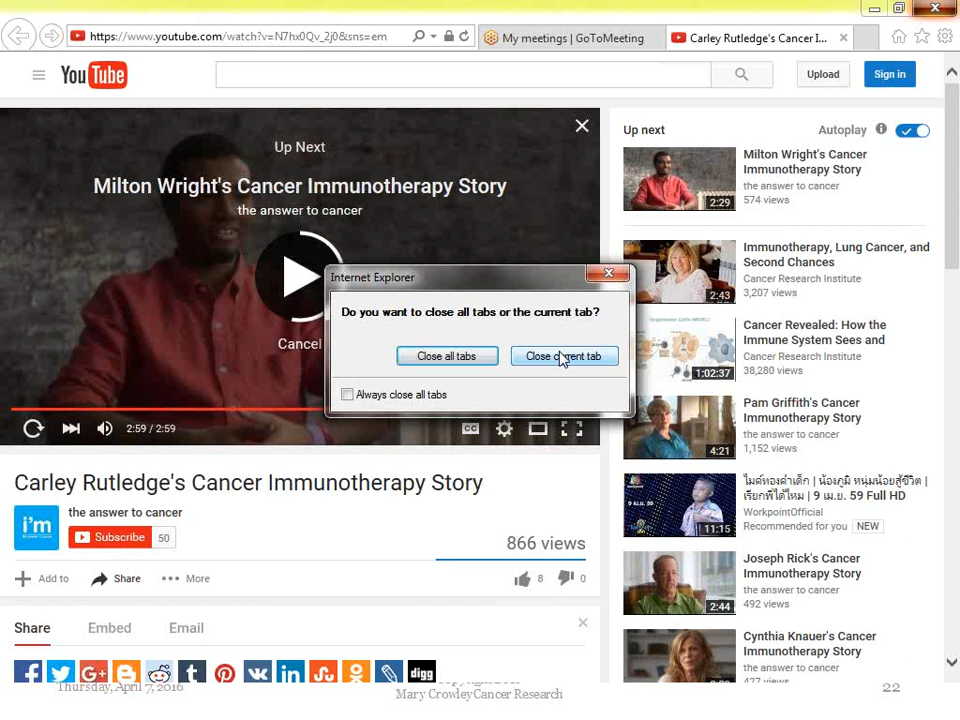 https://www.youtube.com/watch?v=N7hx0Qv_2j0&sns=em
My meetings | GoToMeeting
Carley Rutledge's Cancer I...
YouTube
Upload
Sign in
Up Next
Milton Wright's Cancer Immunotherapy Story
the answer to cancer
Cancel
2:59 / 2:59
CC
Internet Explorer
Do you want to close all tabs or the current tab?
Close all tabs
Close current tab
Always close all tabs
Carley Rutledge's Cancer Immunotherapy Story
i'm
the answer to cancer
Subscribe 50
866 views
Add to
Share
More
8
0
Share
Embed
Email
digg
Thursday, April 7, 2016
Mary CrowleyCancer Research
22
Up next
Autoplay
Milton Wright's Cancer
Immunotherapy Story
the answer to cancer
574 views
2:29
Immunotherapy, Lung Cancer, and
Second Chances
Cancer Research Institute
3,207 views
2:43
Cancer Revealed: How the
Immune System Sees and
Cancer Research Institute
38,280 views
1:02:37
Pam Griffith's Cancer
Immunotherapy Story
the answer to cancer
1,152 views
4:21
ไมค์ทองคำเด็ก | น้องภูมิ หนุ่มน้อยสู้ชีวิต |
เรียกพี่ได้ไหม | 9 เม.ย. 59 Full HD
WorkpointOfficial
Recommended for you NEW
11:15
Joseph Rick's Cancer
Immunotherapy Story
the answer to cancer
492 views
2:44
Cynthia Knauer's Cancer
Immunotherapy Story
the answer to cancer
427 views